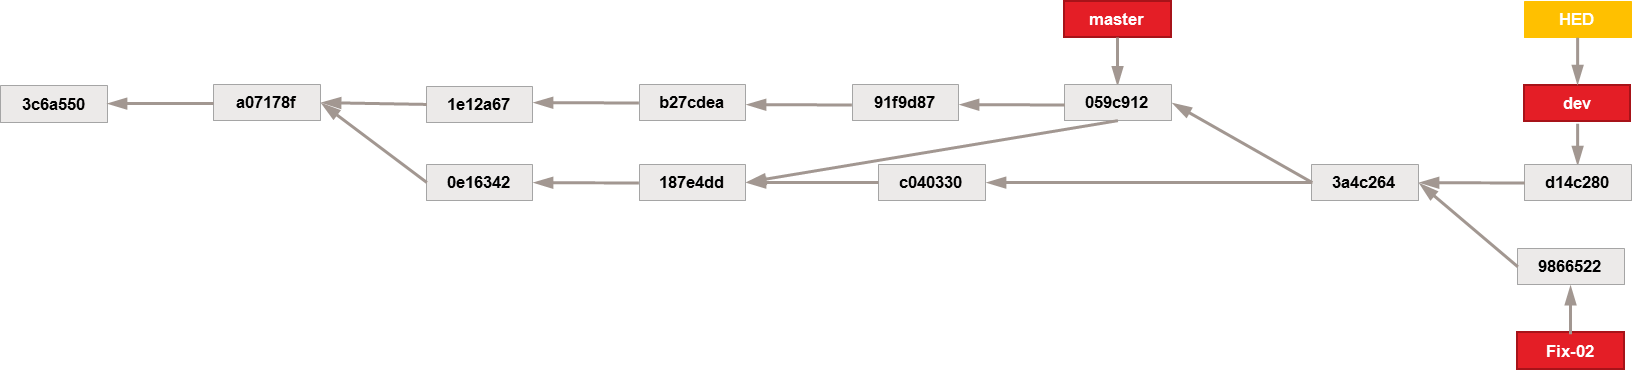 master
HED
3c6a550
a07178f
1e12a67
b27cdea
91f9d87
059c912
dev
0e16342
187e4dd
c040330
3a4c264
d14c280
9866522
Fix-02